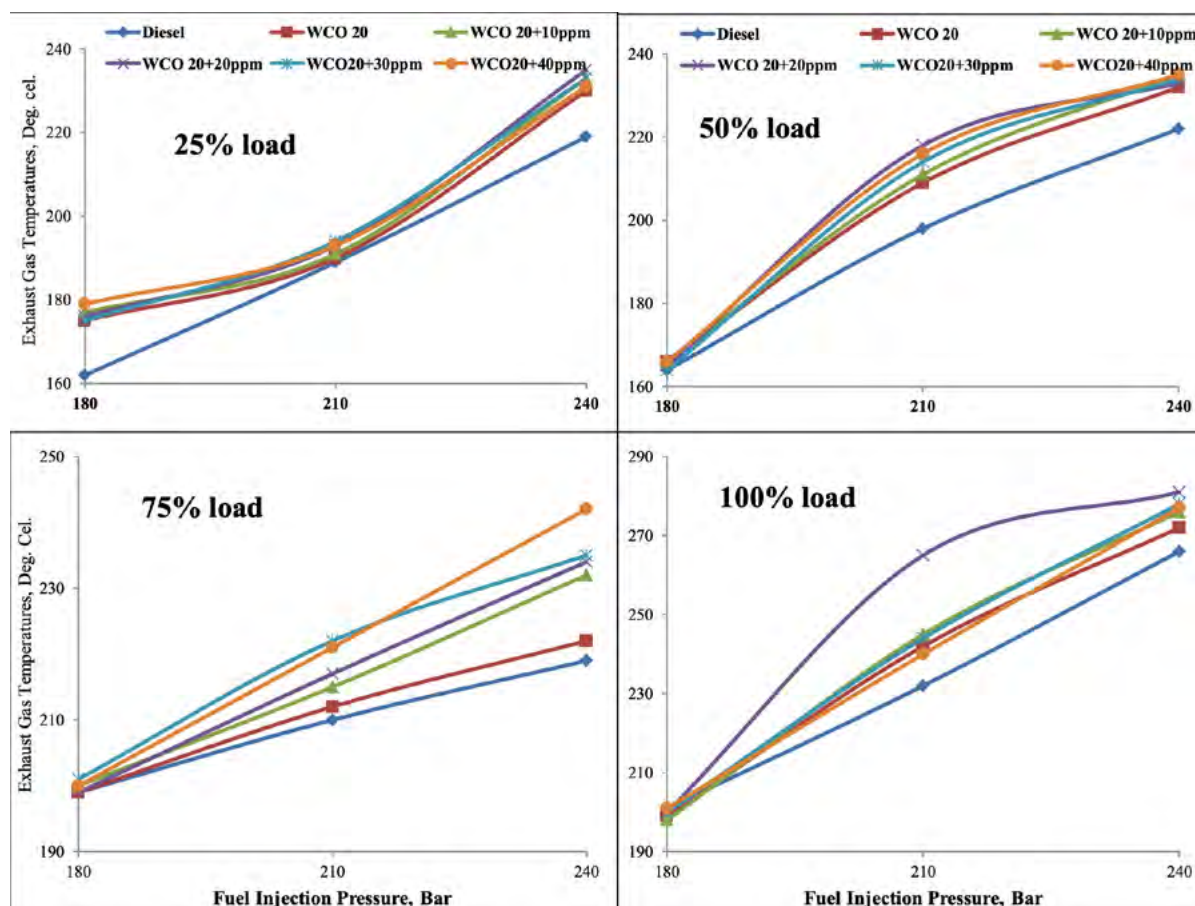 Diesel WCO 20 WCO 20+10ppm
WCO 20+20ppm WCO20+30ppm WCO20+40ppm
240
220
200
180
160
25% load
Exhaust Gas Temperatures, Deg. cel.
180 210 240
Diesel WCO 20 WCO 20+10ppm
WCO 20+20ppm WCO20+30ppm WCO20+40ppm
240
220
200
180
160
50% load
180 210 240
250
230
210
190
75% load
Exhaust Gas Temperatures, Deg. Cel.
180 210 240
Fuel Injection Pressure, Bar
290
270
250
230
210
190
100% load
180 210 240
Fuel Injection Pressure, Bar